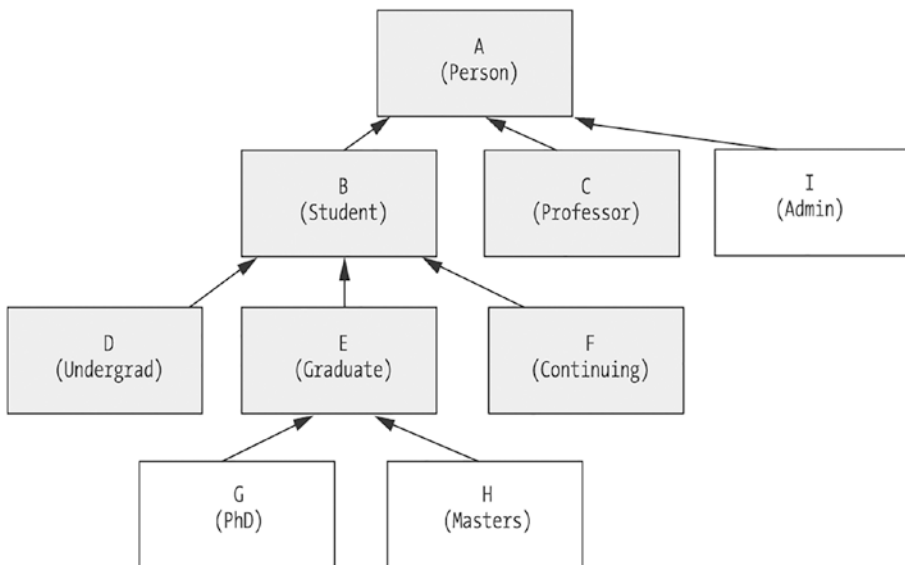 A
(Person)
B
(Student)
C
(Professor)
I
(Admin)
D
(Undergrad)
E
(Graduate)
F
(Continuing)
G
(PhD)
H
(Masters)